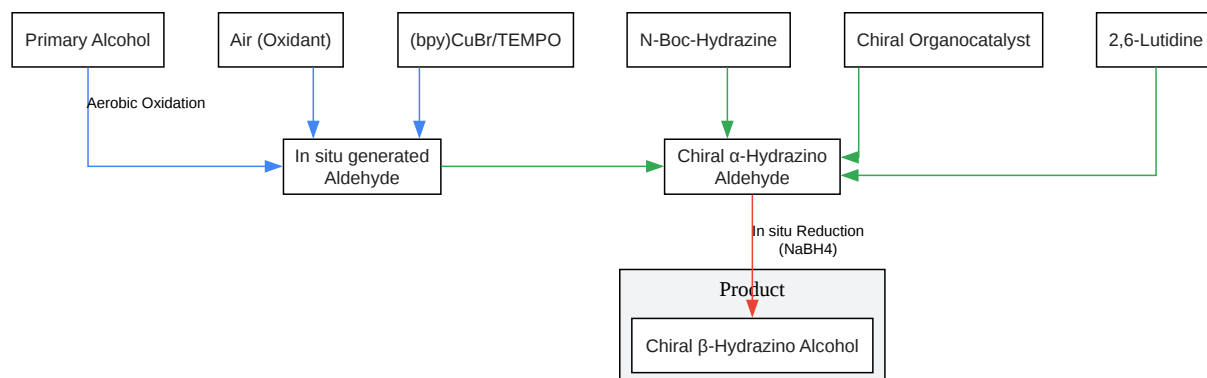 Primary Alcohol
Air (Oxidant)
(bpy)CuBr/TEMPO
N-Boc-Hydrazine
Chiral Organocatalyst
2,6-Lutidine
Aerobic Oxidation
In situ generated
Aldehyde
Chiral α-Hydrazino
Aldehyde
In situ Reduction
(NaBH4)
Product
Chiral β-Hydrazino Alcohol